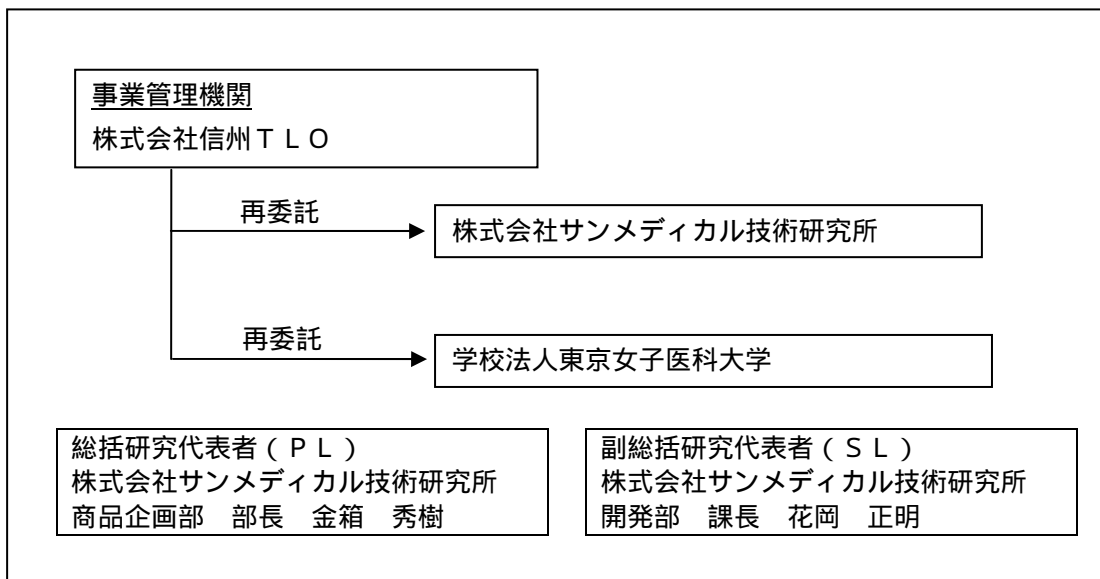 事業管理機関
株式会社信州ＴＬＯ
再委託
株式会社サンメディカル技術研究所
再委託
学校法人東京女子医科大学
総括研究代表者（ＰＬ）
株式会社サンメディカル技術研究所
商品企画部　部長　金箱　秀樹
副総括研究代表者（ＳＬ）
株式会社サンメディカル技術研究所
開発部　課長　花岡　正明